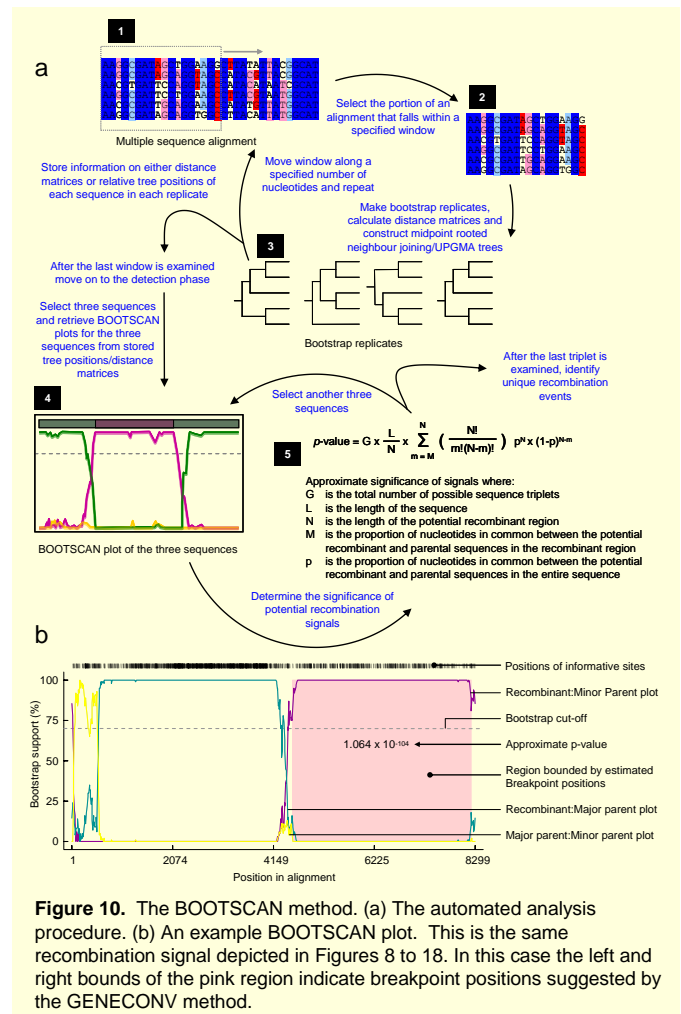 a
1
Multiple sequence alignment
Select the portion of an
alignment that falls within a
specified window
2
Store information on either distance
matrices or relative tree positions of
each sequence in each replicate
Move window along a
specified number of
nucleotides and repeat
Make bootstrap replicates,
calculate distance matrices and
construct midpoint rooted
neighbour joining/UPGMA trees
3
After the last window is examined
move on to the detection phase
Bootstrap replicates
Select three sequences
and retrieve BOOTSCAN
plots for the three
sequences from stored
tree positions/distance
matrices
After the last triplet is
examined, identify
unique recombination
events
Select another three
sequences
4
BOOTSCAN plot of the three sequences
5
p-value = G x L/N x N ∑ m = M ( N! / m!(N-m)! ) pᴺ x (1-p)ᴺ⁻ᵐ
Approximate significance of signals where:
G is the total number of possible sequence triplets
L is the length of the sequence
N is the length of the potential recombinant region
M is the proportion of nucleotides in common between the potential
recombinant and parental sequences in the recombinant region
p is the proportion of nucleotides in common between the potential
recombinant and parental sequences in the entire sequence
Determine the significance of
potential recombination
signals
b
Positions of informative sites
Recombinant:Minor Parent plot
Bootstrap cut-off
Approximate p-value
Region bounded by estimated
Breakpoint positions
Recombinant:Major parent plot
Major parent:Minor parent plot
1.064 x 10⁻¹⁰⁴
Bootstrap support (%)
100
75
50
25
0
1 2074 4149 6225 8299
Position in alignment
Figure 10. The BOOTSCAN method. (a) The automated analysis
procedure. (b) An example BOOTSCAN plot. This is the same
recombination signal depicted in Figures 8 to 18. In this case the left and
right bounds of the pink region indicate breakpoint positions suggested by
the GENECONV method.